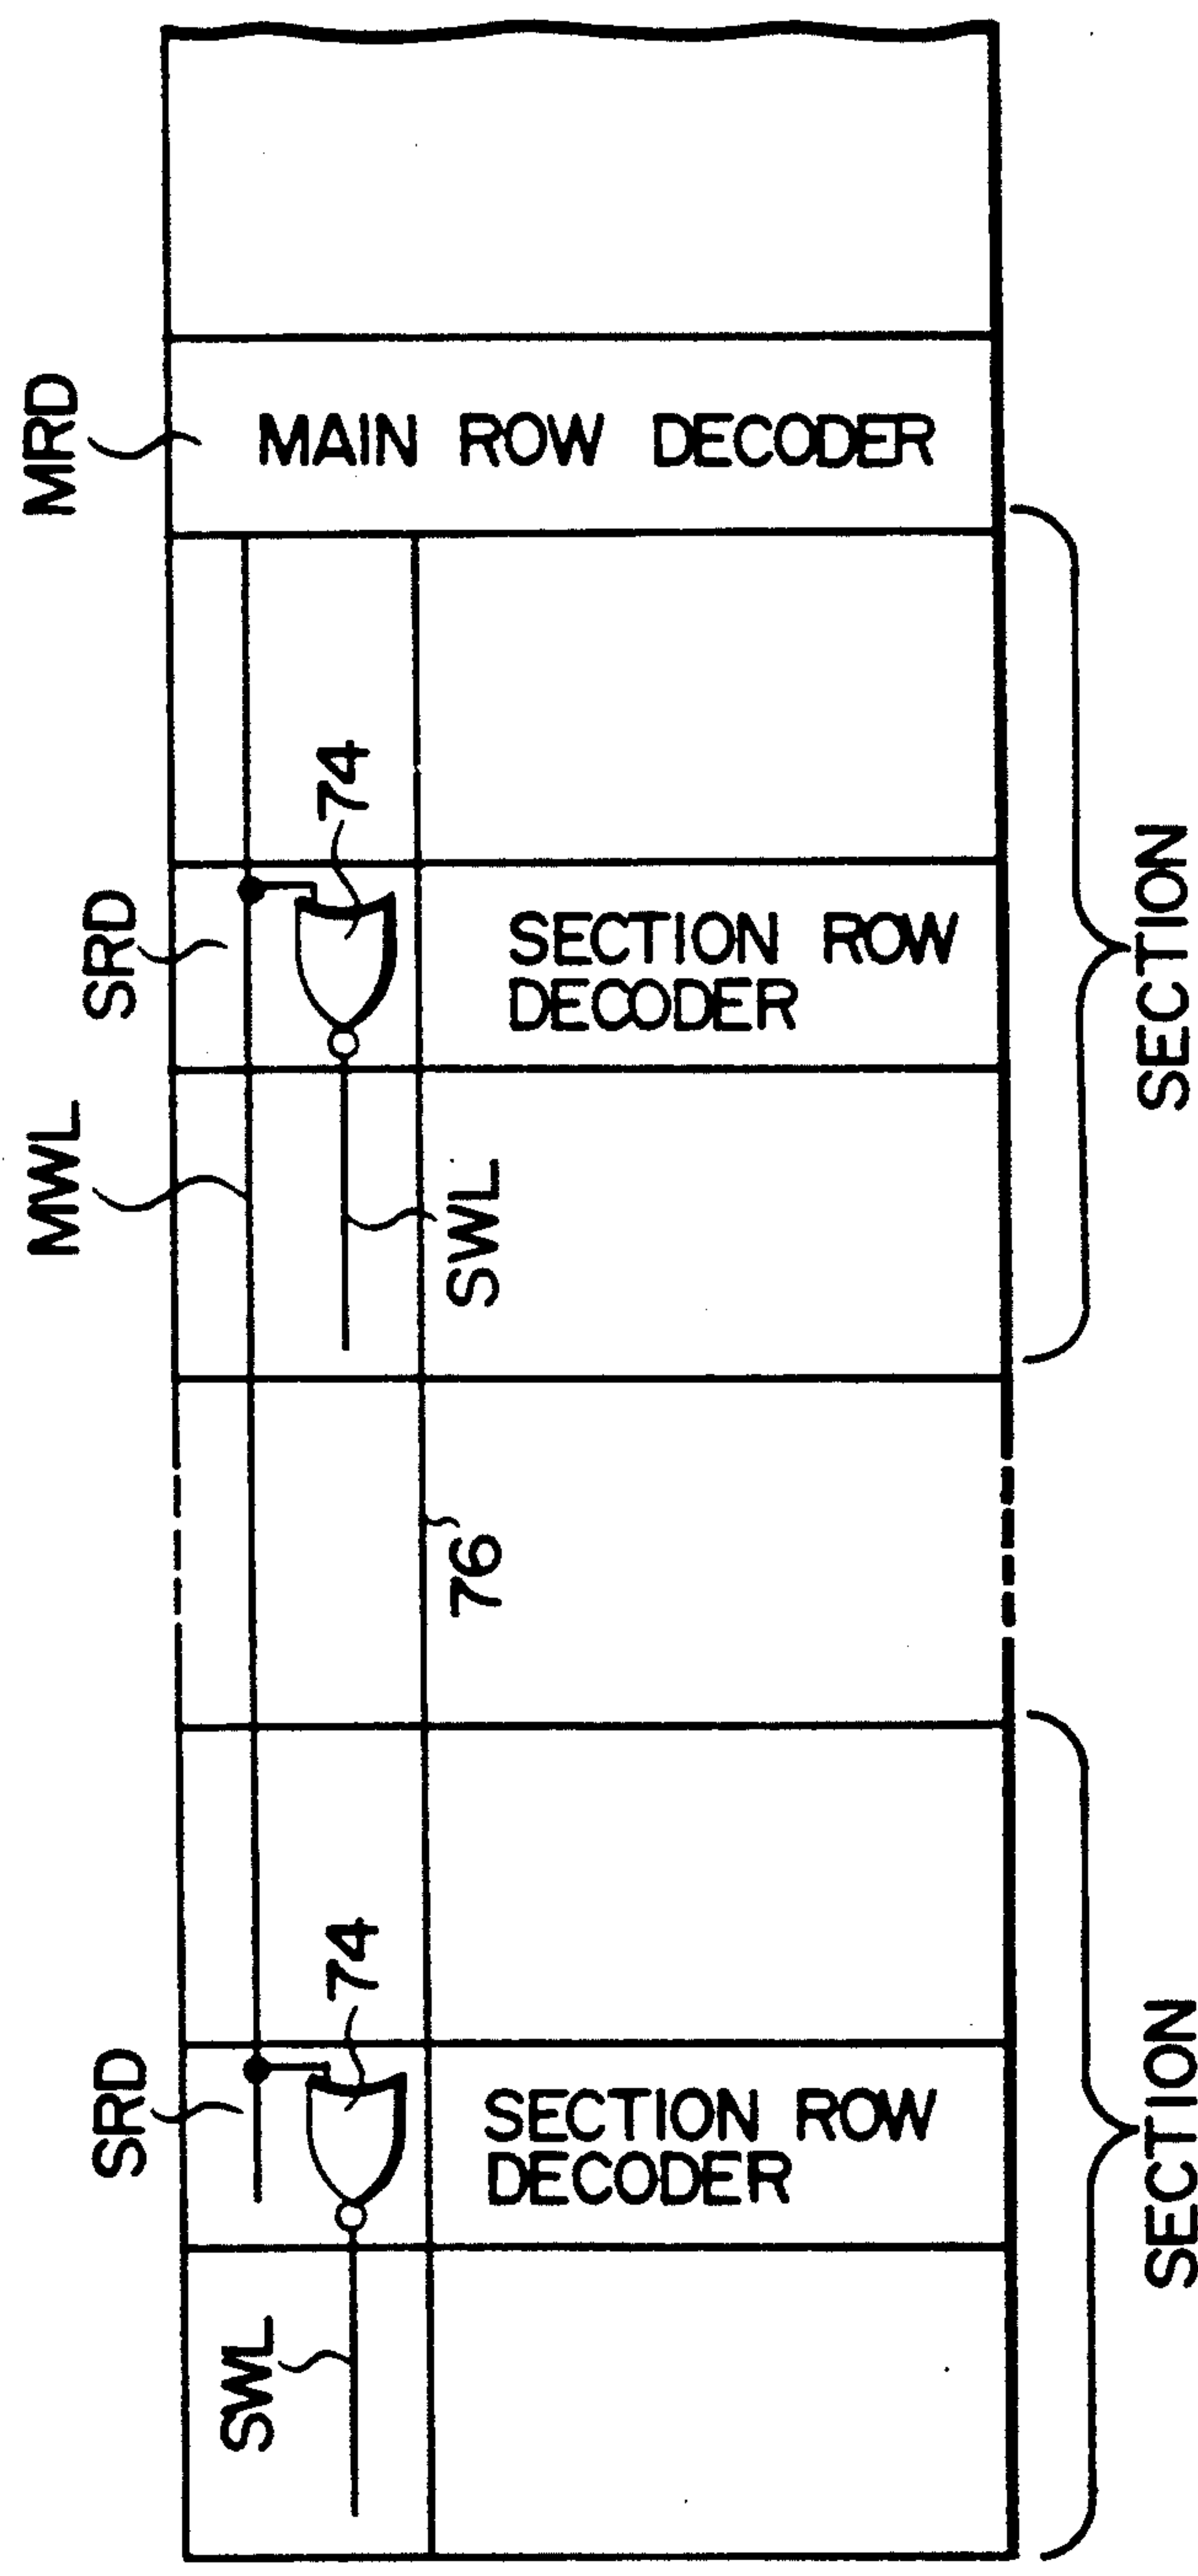 MRD
MAIN ROW DECODER
74
SRD
SECTION ROW
DECODER
MWL
SWL
SECTION
76
74
SRD
SECTION ROW
DECODER
SWL
SECTION